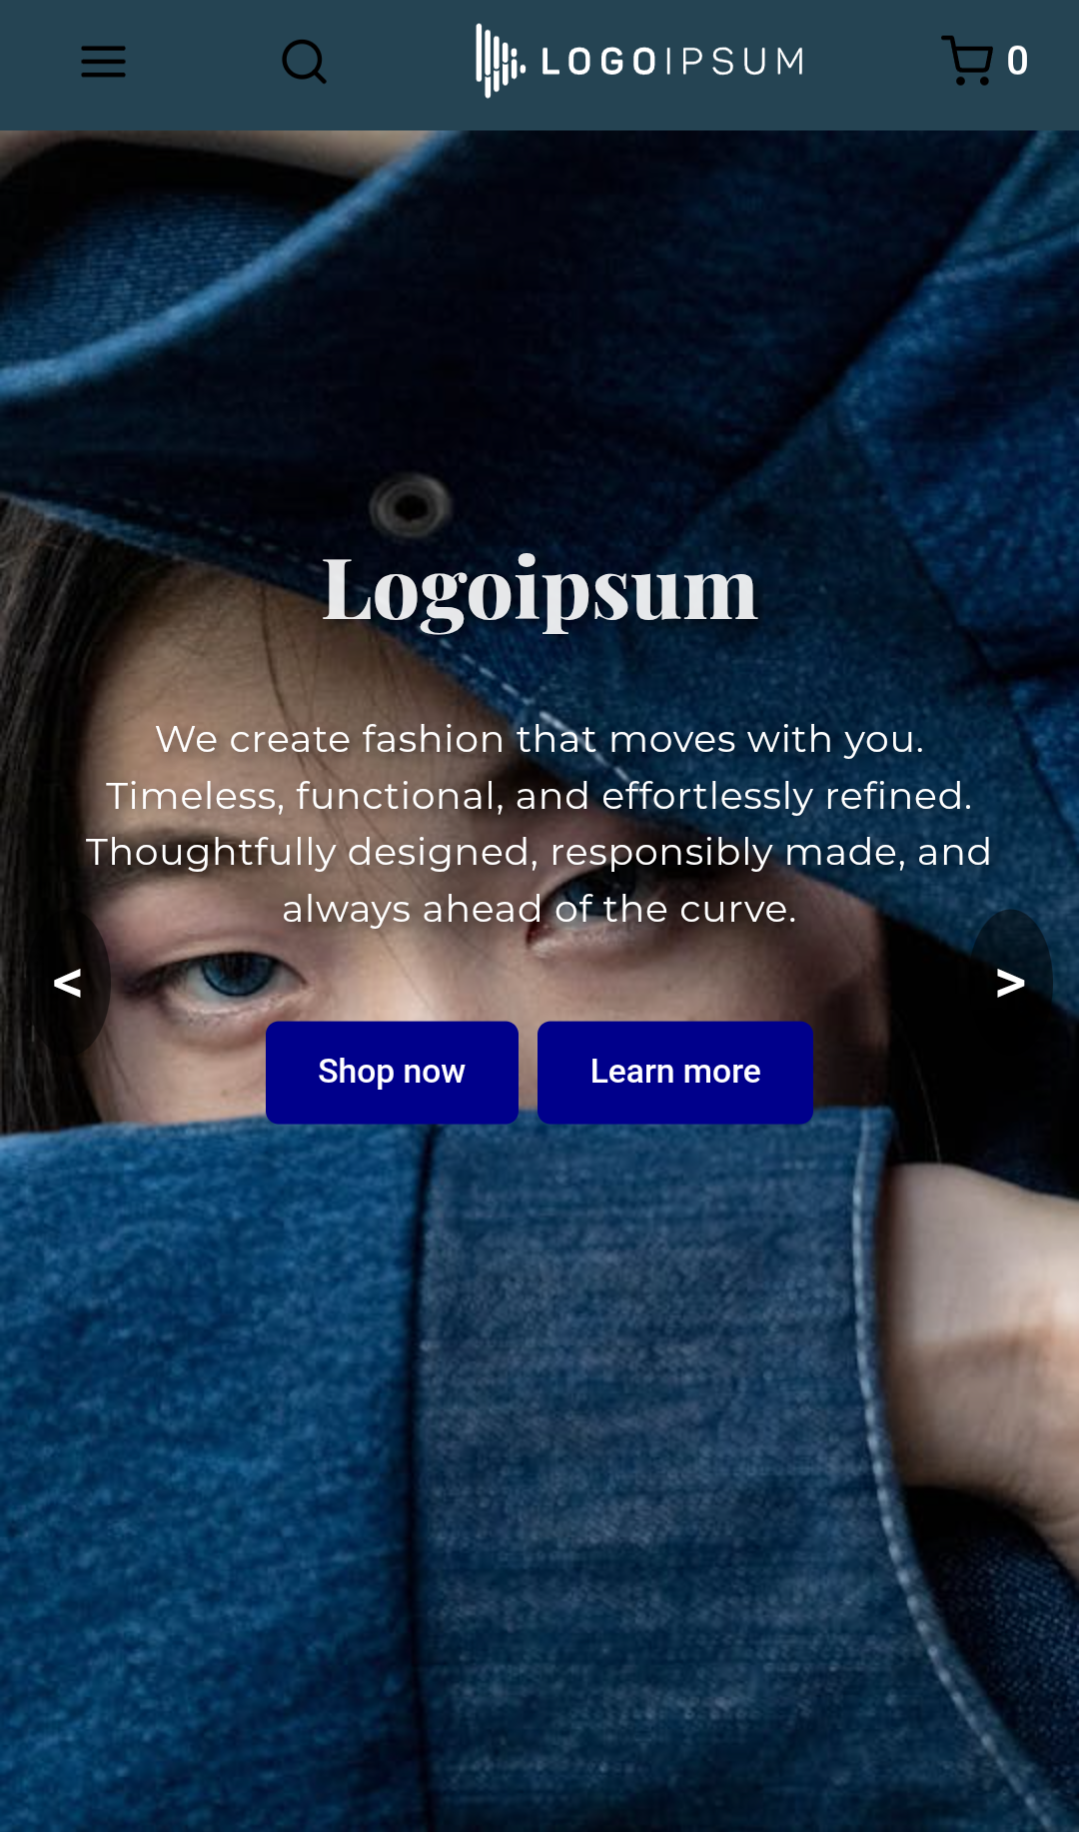 LOGOIPSUM
0
Logoipsum
We create fashion that moves with you.
Timeless, functional, and effortlessly refined.
Thoughtfully designed, responsibly made, and
always ahead of the curve.
< >
Shop now Learn more